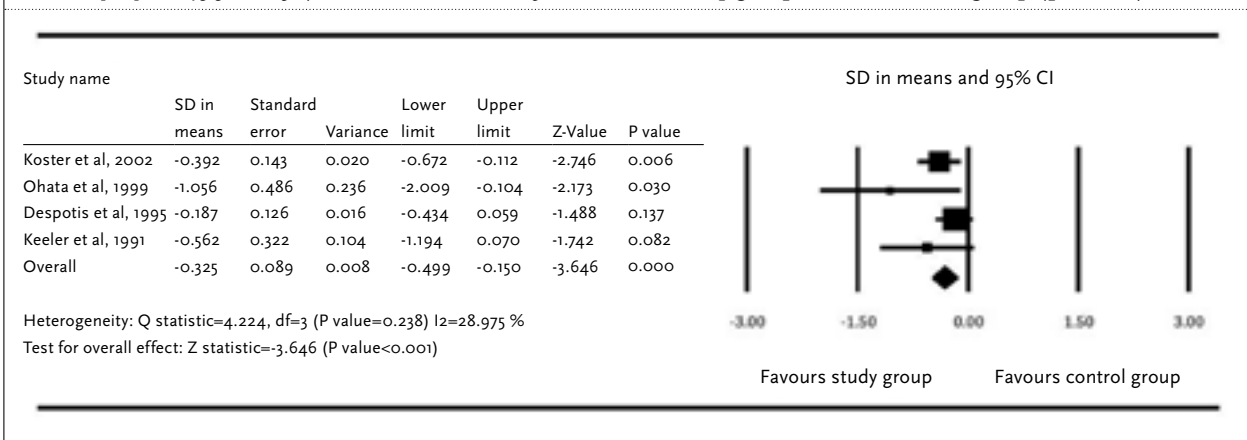 Study name
SD in means and 95% CI
SD in Standard Lower Upper
means error Variance limit limit Z-Value P value
Koster et al, 2002 -0.392 0.143 0.020 -0.672 -0.112 -2.746 0.006
Ohata et al, 1999 -1.056 0.486 0.236 -2.009 -0.104 -2.173 0.030
Despotis et al, 1995 -0.187 0.126 0.016 -0.434 0.059 -1.488 0.137
Keeler et al, 1991 -0.562 0.322 0.104 -1.194 0.070 -1.742 0.082
Overall -0.325 0.089 0.008 -0.499 -0.150 -3.646 0.000
Heterogeneity: Q statistic=4.224, df=3 (P value=0.238) I2=28.975 %
Test for overall effect: Z statistic=-3.646 (P value<0.001)
-3.00 -1.50 0.00 1.50 3.00
Favours study group Favours control group